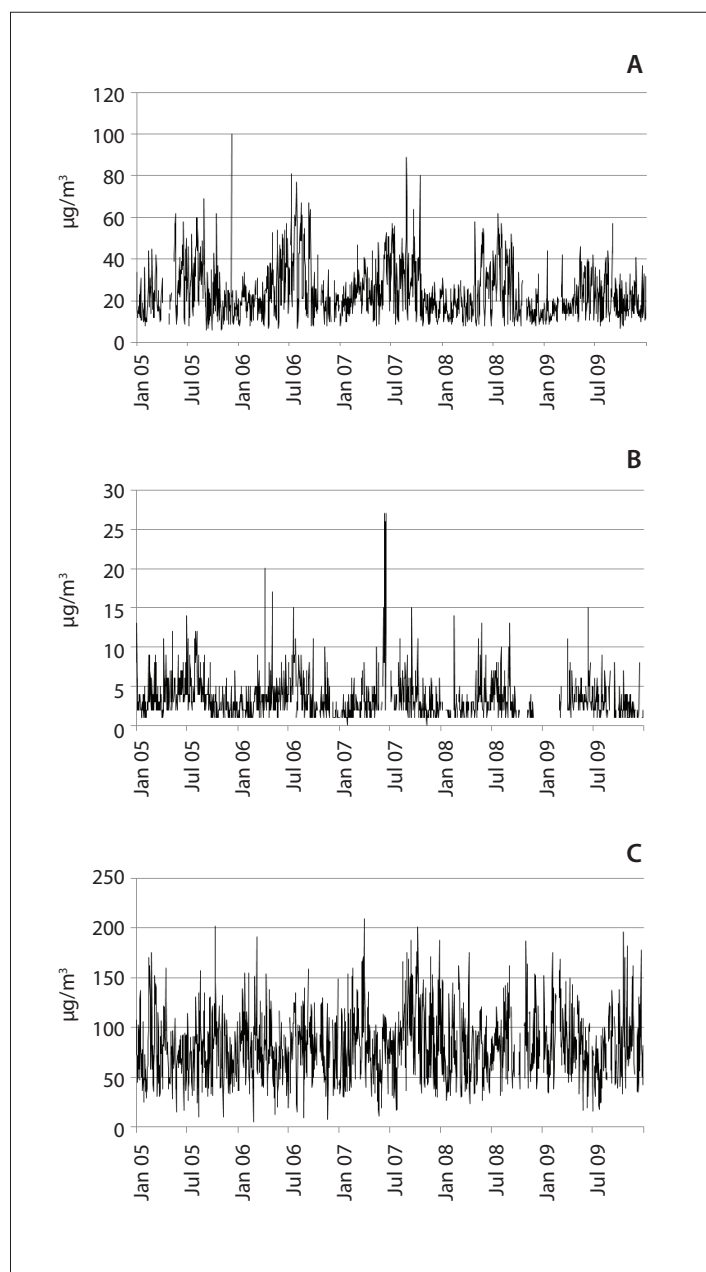 A
120
100
80
60
40
20
0
µg/m³
Jan 05
Jul 05
Jan 06
Jul 06
Jan 07
Jul 07
Jan 08
Jul 08
Jan 09
Jul 09
B
30
25
20
15
10
5
0
µg/m³
Jan 05
Jul 05
Jan 06
Jul 06
Jan 07
Jul 07
Jan 08
Jul 08
Jan 09
Jul 09
C
250
200
150
100
50
0
µg/m³
Jan 05
Jul 05
Jan 06
Jul 06
Jan 07
Jul 07
Jan 08
Jul 08
Jan 09
Jul 09